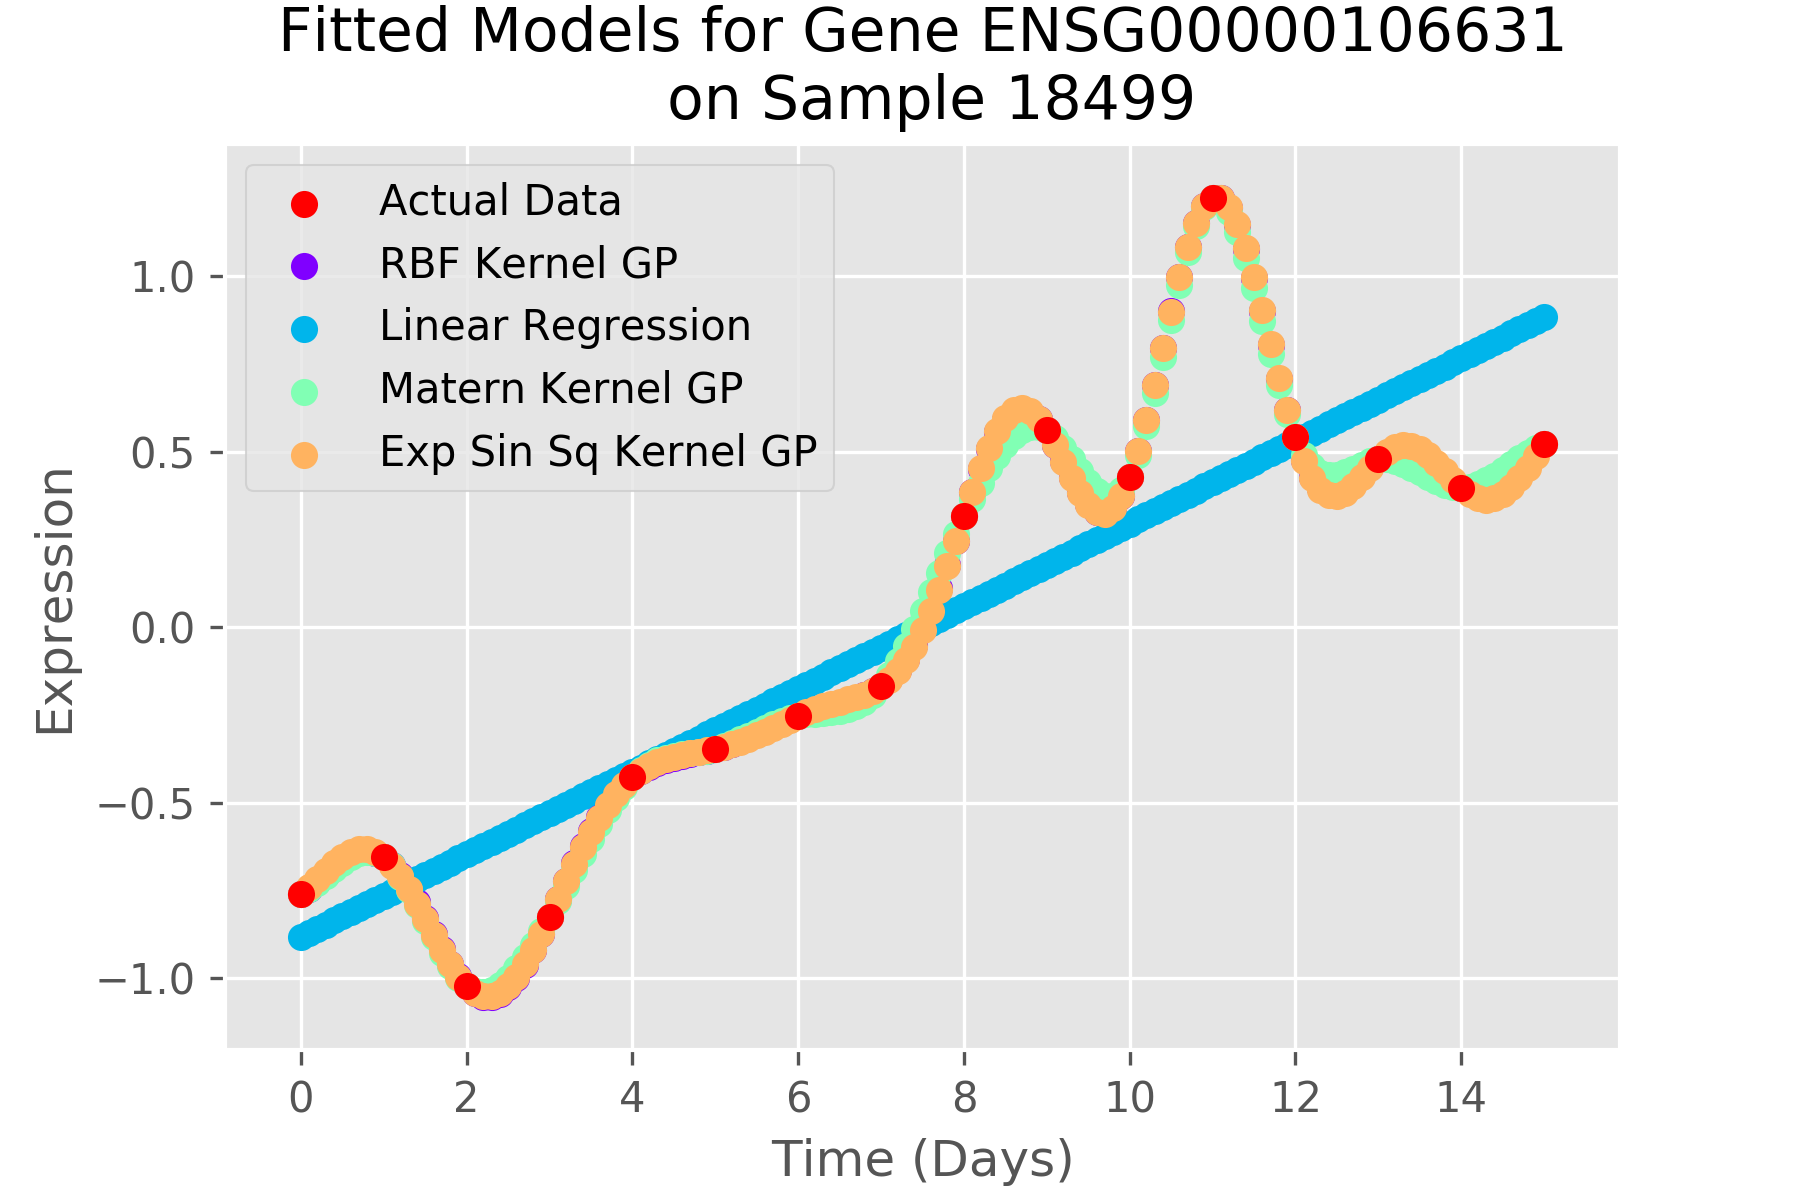 Fitted Models for Gene ENSG00000106631
on Sample 18499
Actual Data
RBF Kernel GP
Linear Regression
Matern Kernel GP
Exp Sin Sq Kernel GP
1.0
0.5
0.0
−0.5
−1.0
Expression
0 2 4 6 8 10 12 14
Time (Days)